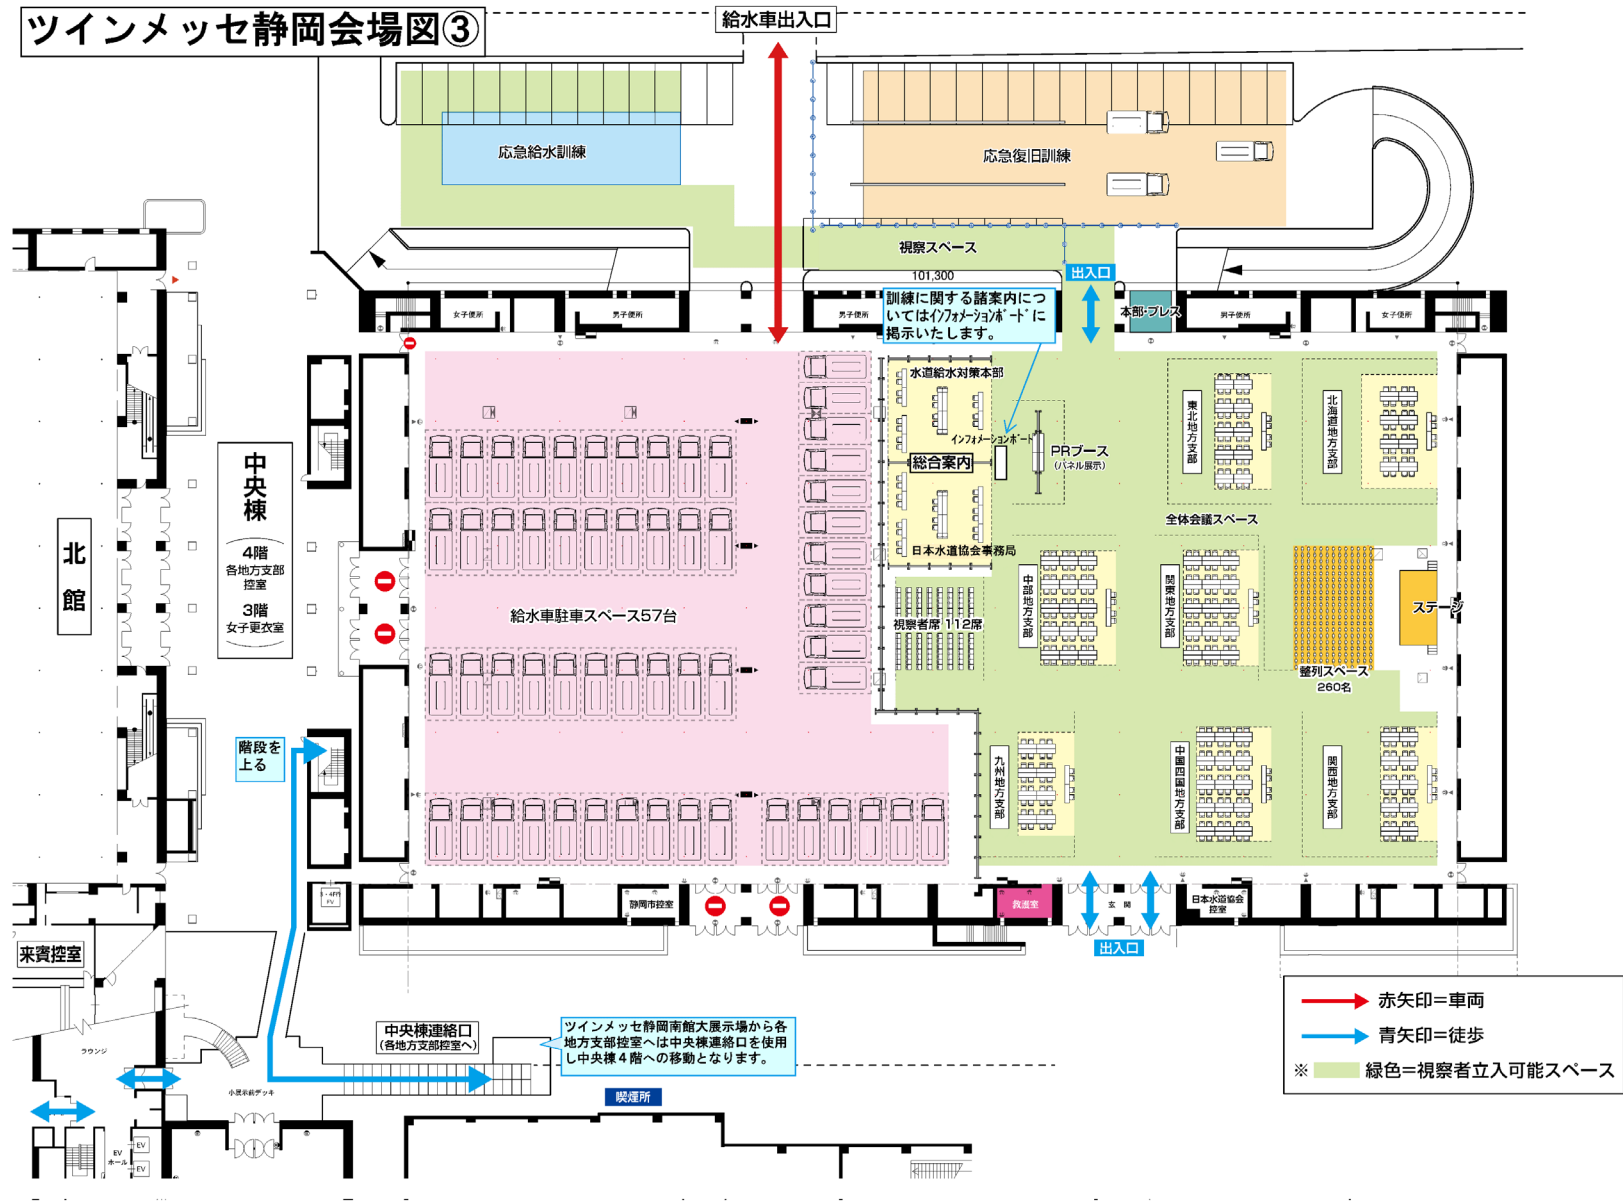 ツインメッセ静岡会場図③
給水車出入口
応急給水訓練
応急復旧訓練
視察スペース
101,300
出入口
訓練に関する諸案内につ
いてはインフォメーションボードに
掲示いたします。
女子便所
男子便所
男子便所
本部・プレス
男子便所
女子便所
水道給水対策本部
インフォメーションボード
総合案内
PRブース
(パネル展示)
日本水道協会事務局
東北地方支部
北海道地方支部
全体会議スペース
中央棟
4階
各地方支部
控室
3階
女子更衣室
北館
給水車駐車スペース57台
視察者席 112席
中部地方支部
関東地方支部
ステージ
整列スペース
260名
階段を
上る
九州地方支部
中国四国地方支部
関西地方支部
静岡市控室
救護室
玄関
日本水道協会
控室
出入口
来賓控室
ラウンジ
中央棟連絡口
(各地方支部控室へ)
ツインメッセ静岡南館大展示場から各
地方支部控室へは中央棟連絡口を使用
し中央棟４階への移動となります。
小展示前デッキ
喫煙所
EV
ホール
EV
EV
赤矢印=車両
青矢印=徒歩
※ 緑色=視察者立入可能スペース